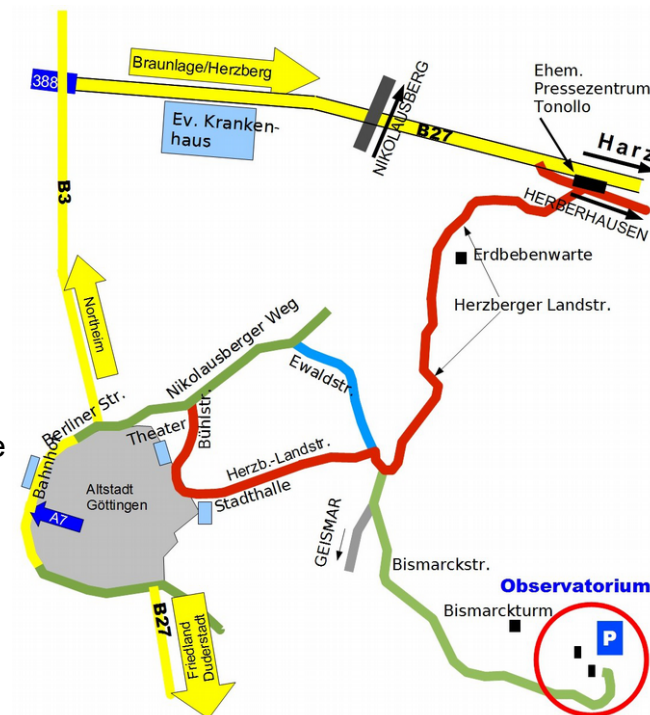 388
Braunlage/Herzberg
Ev. Kranken-
haus
NIKOLAUSBERG
B27
Ehem.
Pressezentrum
Tonollo
Harz
HERBERHAUSEN
B3
Erdbebenwarte
Herzberger Landstr.
Northeim
Nikolausberger Weg
Ewaldstr.
Berliner Str.
Theater
Bühlstr.
Bahnhof
e
Herzb.-Landstr.
Stadthalle
Altstadt
Göttingen
A7
GEISMAR
Bismarckstr.
Observatorium
Bismarckturm
P
B27
Friedland
Duderstadt